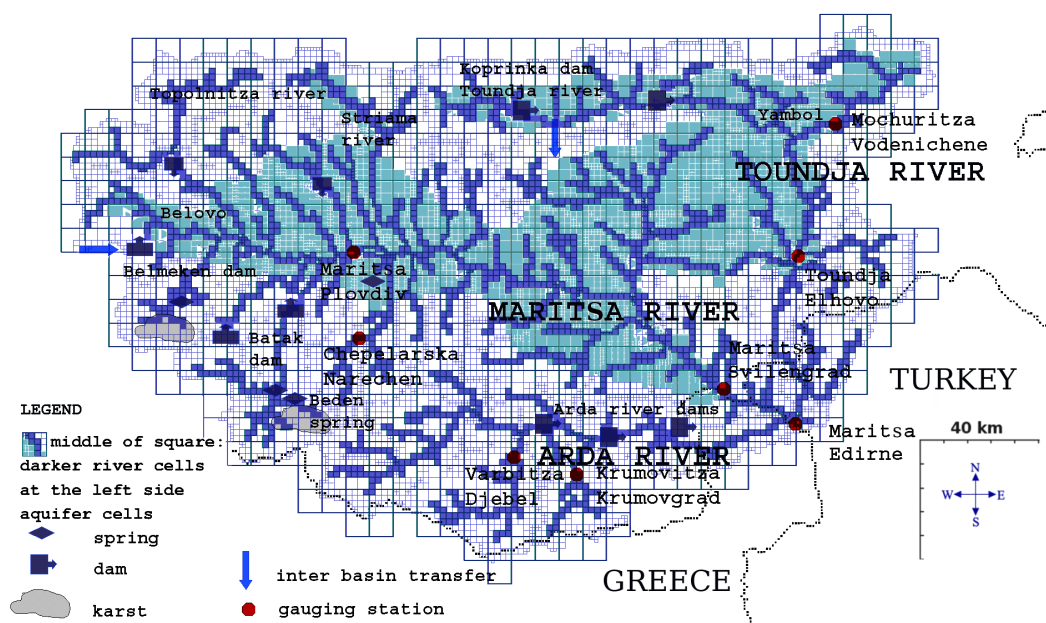 Koprinka dam
Toundja river
Topolnitza river
Striama
river
Yambol
Mochuritza
Vodenichene
TOUNDJA RIVER
Belovo
Belmeken dam
Maritsa
Plovdiv
Toundja
Elhovo
MARITSA RIVER
Batak
dam
Chepelarska
Narechen
Maritsa
Svilengrad
TURKEY
Beden
spring
Arda river dams
Maritsa
Edirne
ARDA RIVER
Varbitza
Djebel
Krumovitza
Krumovgrad
GREECE
40 km
N
W E
S
LEGEND
middle of square:
darker river cells
at the left side
aquifer cells
spring
dam
karst
inter basin transfer
gauging station